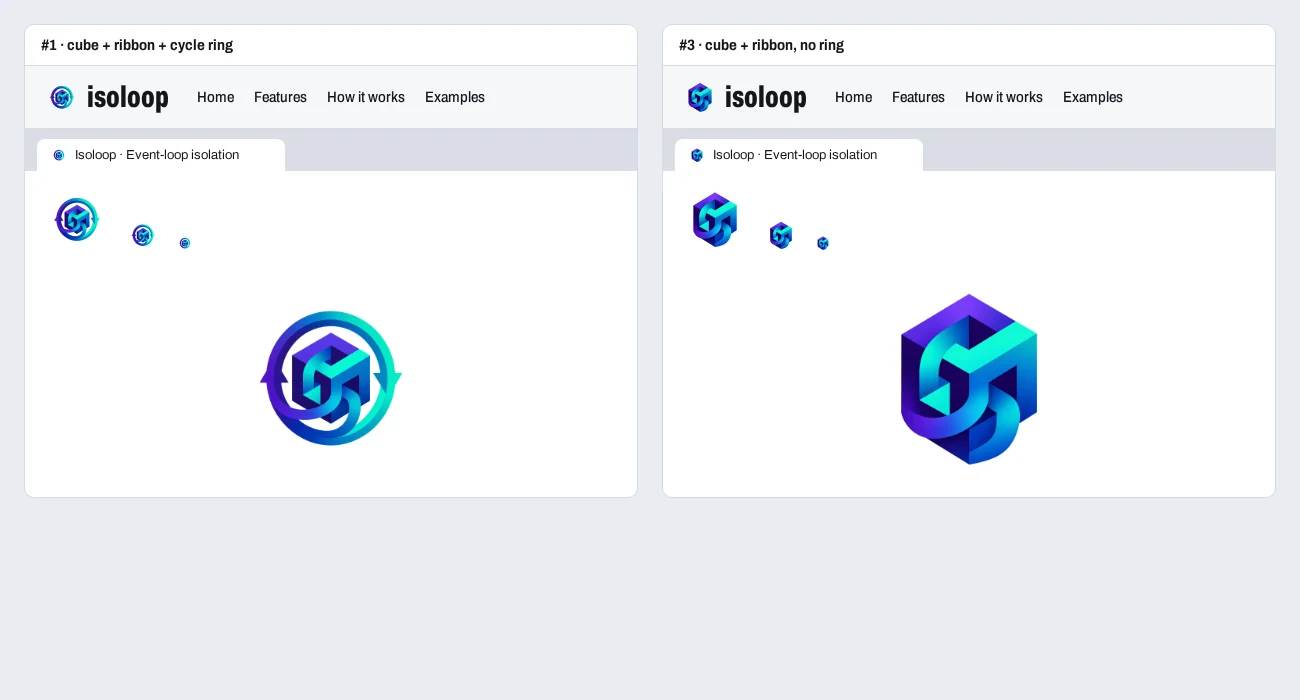 #1 · cube + ribbon + cycle ring
isoloop Home Features How it works Examples
Isoloop · Event-loop isolation
#3 · cube + ribbon, no ring
isoloop Home Features How it works Examples
Isoloop · Event-loop isolation